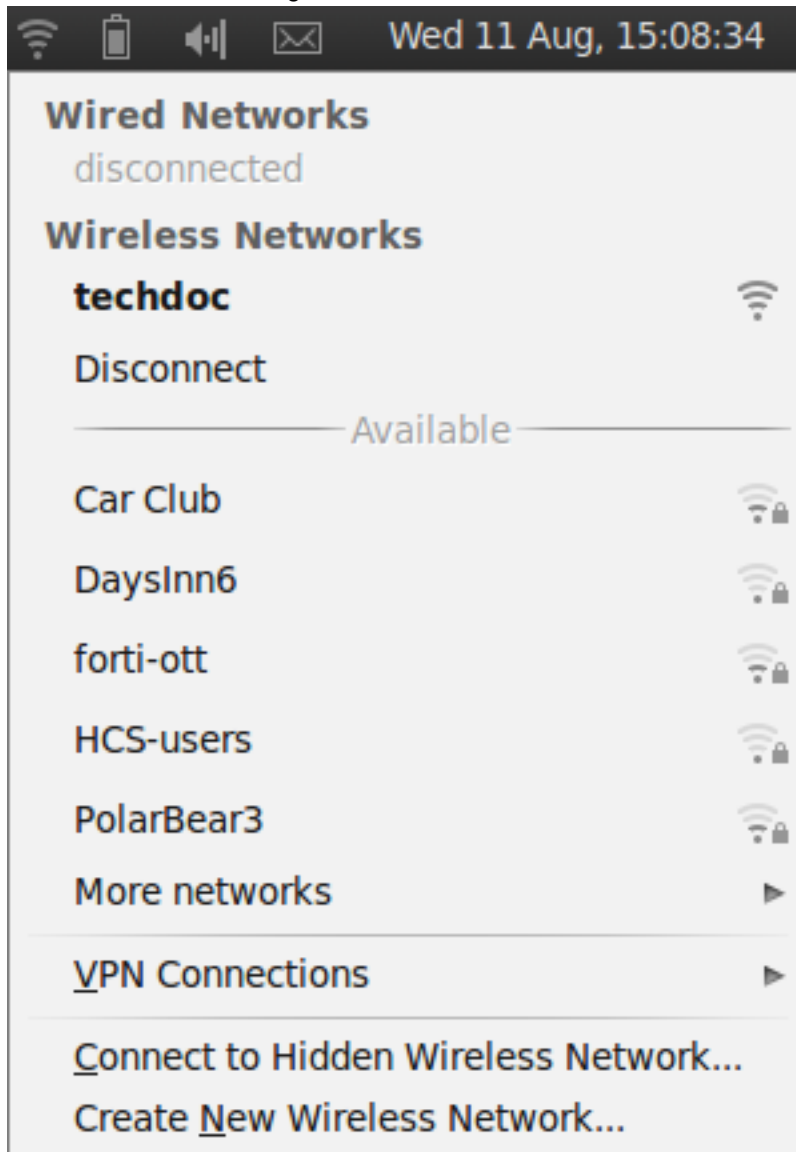 Wed 11 Aug, 15:08:34
Wired Networks
disconnected
Wireless Networks
techdoc
Disconnect
Available
Car Club
DaysInn6
forti-ott
HCS-users
PolarBear3
More networks
VPN Connections
Connect to Hidden Wireless Network...
Create New Wireless Network...